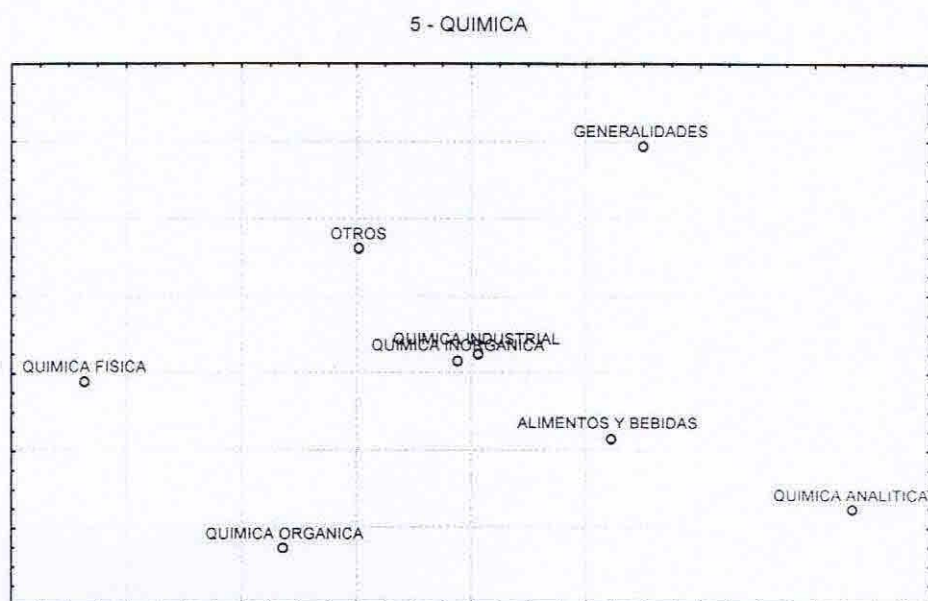 5 - QUIMICA
GENERALIDADES
OTROS
QUIMICA INDUSTRIAL
QUIMICA INORGANICA
QUIMICA FISICA
ALIMENTOS Y BEBIDAS
QUIMICA ANALITICA
QUIMICA ORGANICA